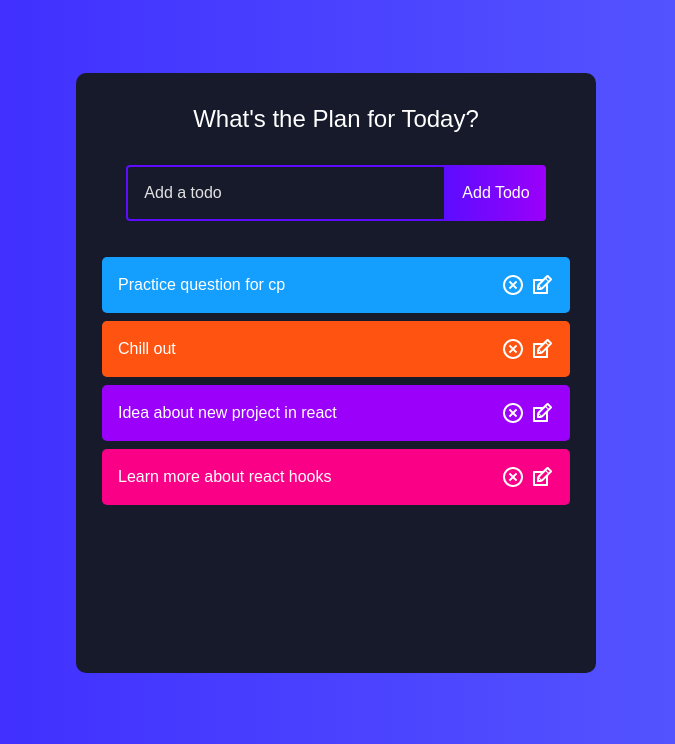 What's the Plan for Today?
Add a todo
Add Todo
Practice question for cp
Chill out
Idea about new project in react
Learn more about react hooks